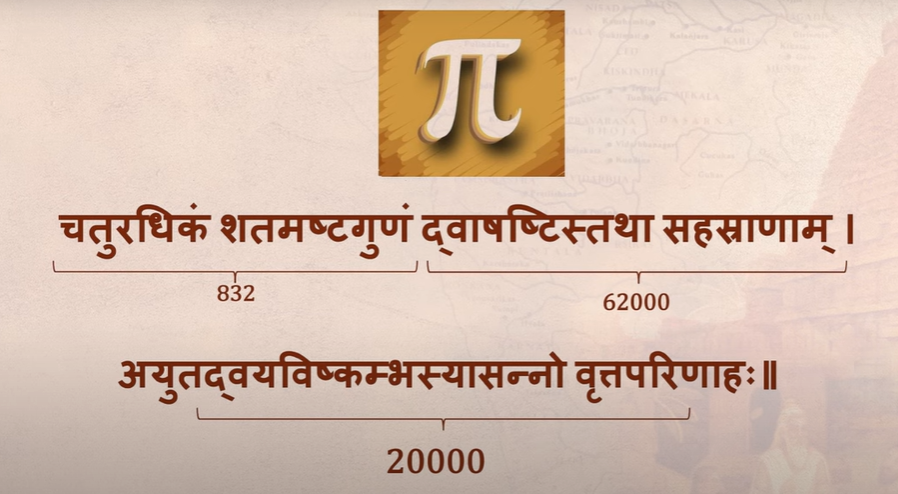 π
चतुरधिकं शतमष्टगुणं द्वाषष्टिस्तथा सहस्राणाम् ।
832 62000
अयुतद्वयविष्कम्भस्यासन्नो वृत्तपरिणाहः॥
20000